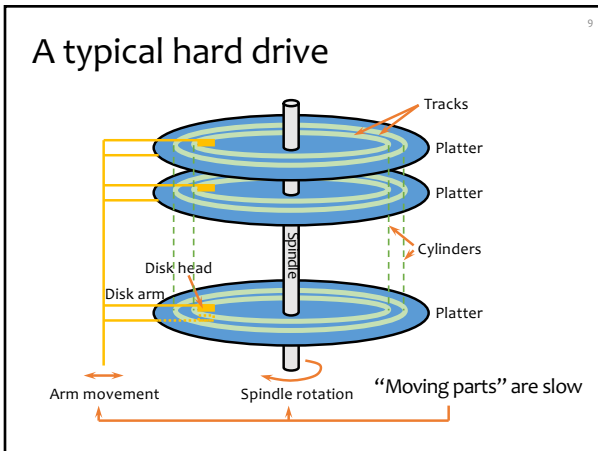 9
A typical hard drive
Tracks
Platter
Platter
Spindle
Cylinders
Disk head
Disk arm
Platter
Arm movement
Spindle rotation
“Moving parts” are slow